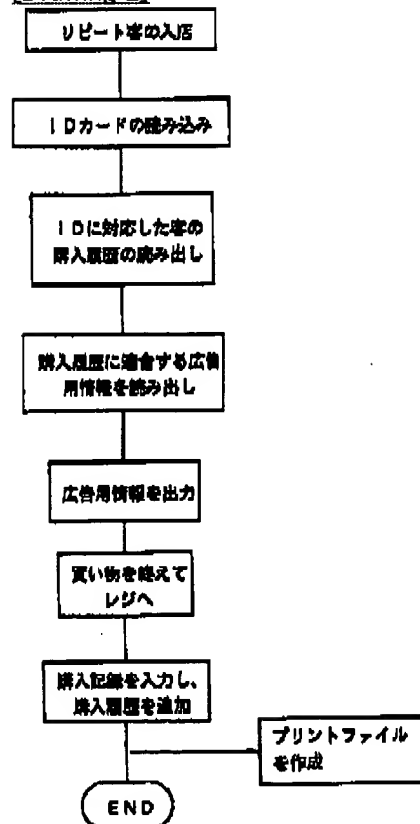 リピート客の入店
IDカードの読み込み
IDに対応した客の
購入履歴の読み出し
購入履歴に適合する広告
用情報を読み出し
広告用情報を出力
買い物を終えて
レジへ
購入記録を入力し、
購入履歴を追加
プリントファイル
を作成
END